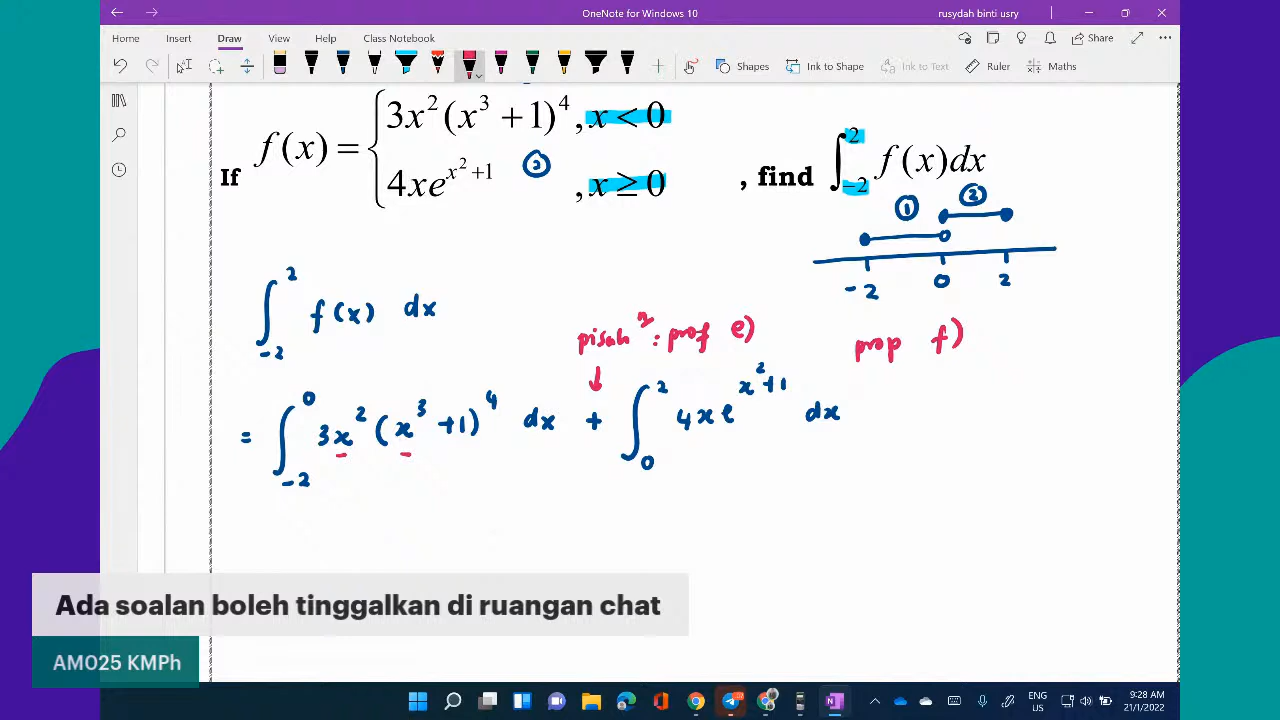 OneNote for Windows 10
rusydah binti usry
Home Insert Draw View Help Class Notebook
Share
Shapes Ink to Shape Ink to Text Ruler Maths
If f(x) = { 3x²(x³ + 1)⁴ , x < 0
4xe^(x²+1) , x ≥ 0
② , find ∫₋₂² f(x)dx
① ②
-2 0 2
∫₋₂² f(x) dx
pisah² : prof e) prop f)
= ∫₋₂⁰ 3x² (x³ + 1)⁴ dx + ∫₀² 4xe^(x²+1) dx
Ada soalan boleh tinggalkan di ruangan chat
AM025 KMPh
ENG
US
9:28 AM
21/1/2022